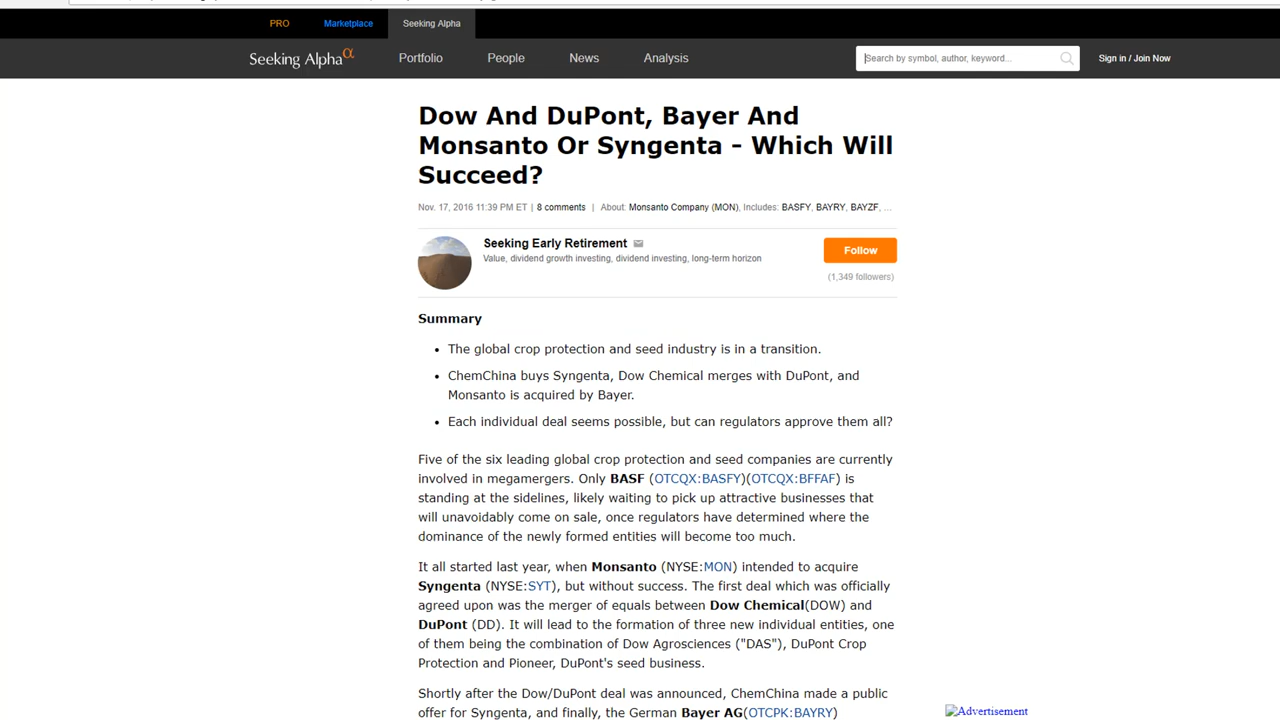 PRO Marketplace Seeking Alpha
Seeking Alpha α Portfolio People News Analysis Search by symbol, author, keyword... Sign in / Join Now
Dow And DuPont, Bayer And
Monsanto Or Syngenta - Which Will
Succeed?
Nov. 17, 2016 11:39 PM ET | 8 comments | About: Monsanto Company (MON), Includes: BASFY, BAYRY, BAYZF, ...
Seeking Early Retirement
Follow
Value, dividend growth investing, dividend investing, long-term horizon
(1,349 followers)
Summary
• The global crop protection and seed industry is in a transition.
• ChemChina buys Syngenta, Dow Chemical merges with DuPont, and
Monsanto is acquired by Bayer.
• Each individual deal seems possible, but can regulators approve them all?
Five of the six leading global crop protection and seed companies are currently
involved in megamergers. Only BASF (OTCQX:BASFY)(OTCQX:BFFAF) is
standing at the sidelines, likely waiting to pick up attractive businesses that
will unavoidably come on sale, once regulators have determined where the
dominance of the newly formed entities will become too much.
It all started last year, when Monsanto (NYSE:MON) intended to acquire
Syngenta (NYSE:SYT), but without success. The first deal which was officially
agreed upon was the merger of equals between Dow Chemical(DOW) and
DuPont (DD). It will lead to the formation of three new individual entities, one
of them being the combination of Dow Agrosciences ("DAS"), DuPont Crop
Protection and Pioneer, DuPont's seed business.
Shortly after the Dow/DuPont deal was announced, ChemChina made a public
offer for Syngenta, and finally, the German Bayer AG(OTCPK:BAYRY)
Advertisement